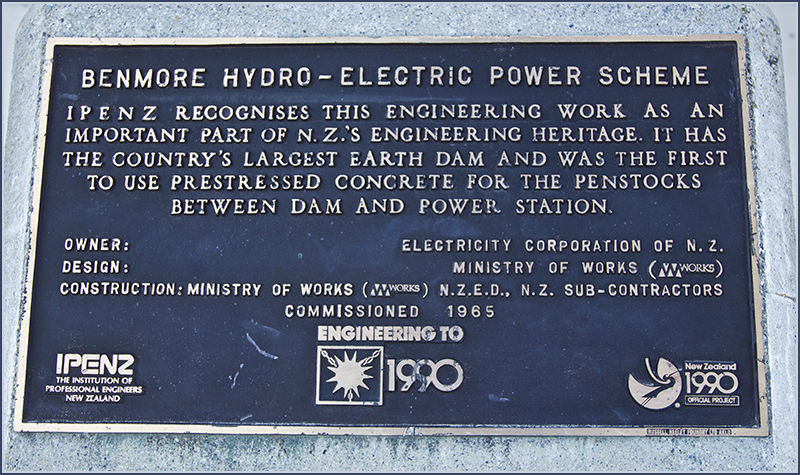 BENMORE HYDRO-ELECTRIC POWER SCHEME
IPENZ RECOGNISES THIS ENGINEERING WORK AS AN
IMPORTANT PART OF N.Z.'S ENGINEERING HERITAGE. IT HAS
THE COUNTRY'S LARGEST EARTH DAM AND WAS THE FIRST
TO USE PRESTRESSED CONCRETE FOR THE PENSTOCKS
BETWEEN DAM AND POWER STATION.
OWNER: ELECTRICITY CORPORATION OF N.Z.
DESIGN: MINISTRY OF WORKS (WORKS)
CONSTRUCTION: MINISTRY OF WORKS (WORKS) N.Z.E.D., N.Z. SUB-CONTRACTORS
COMMISSIONED 1965
ENGINEERING TO
1990
IPENZ
THE INSTITUTION OF
PROFESSIONAL ENGINEERS
NEW ZEALAND
New Zealand
1990
OFFICIAL PROJECT
FOUNDRY LTD